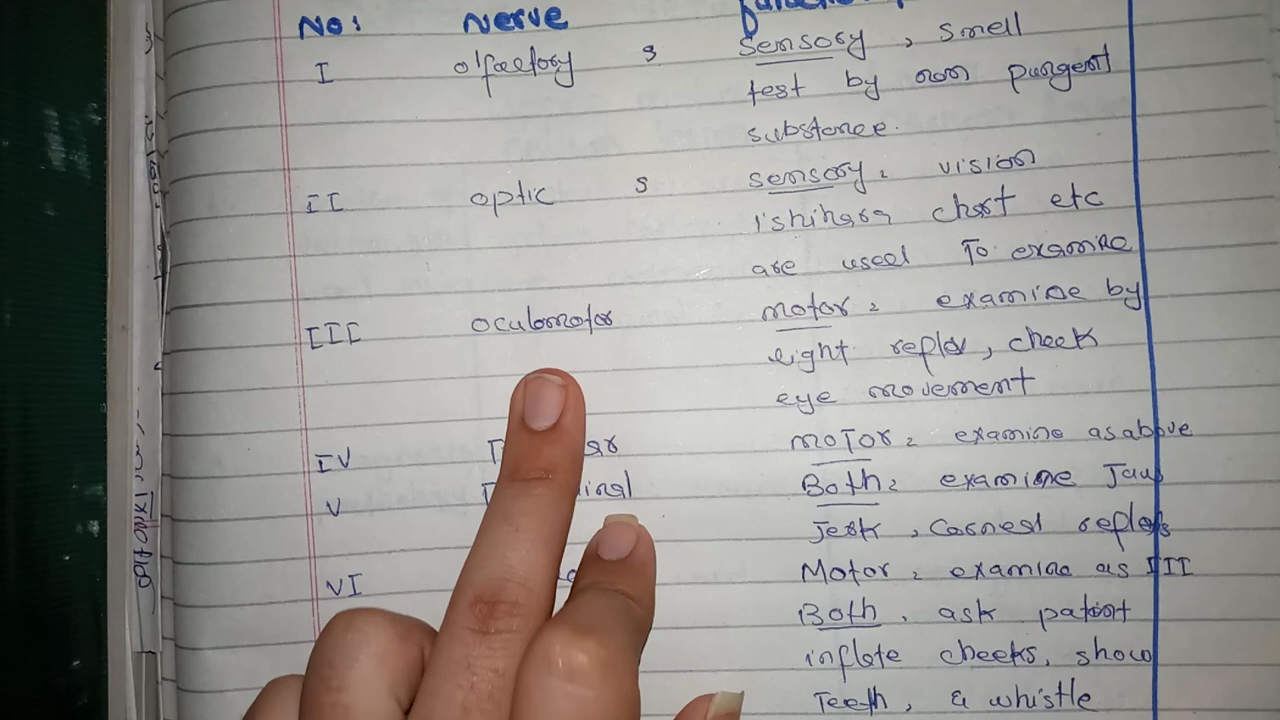 No: Nerve
I olfactory s sensory, smell
test by non pungent
substance.
II optic s sensory: vision
ishihara chart etc
are used To examine
III oculomotor motor: examine by
light reflex, check
eye movement
IV motor: examine as above
V Both: examine Jaw
Jerk, Corneal reflexs
VI Motor: examine as III
Both, ask patient
inflate cheeks, show
Teeth, & whistle